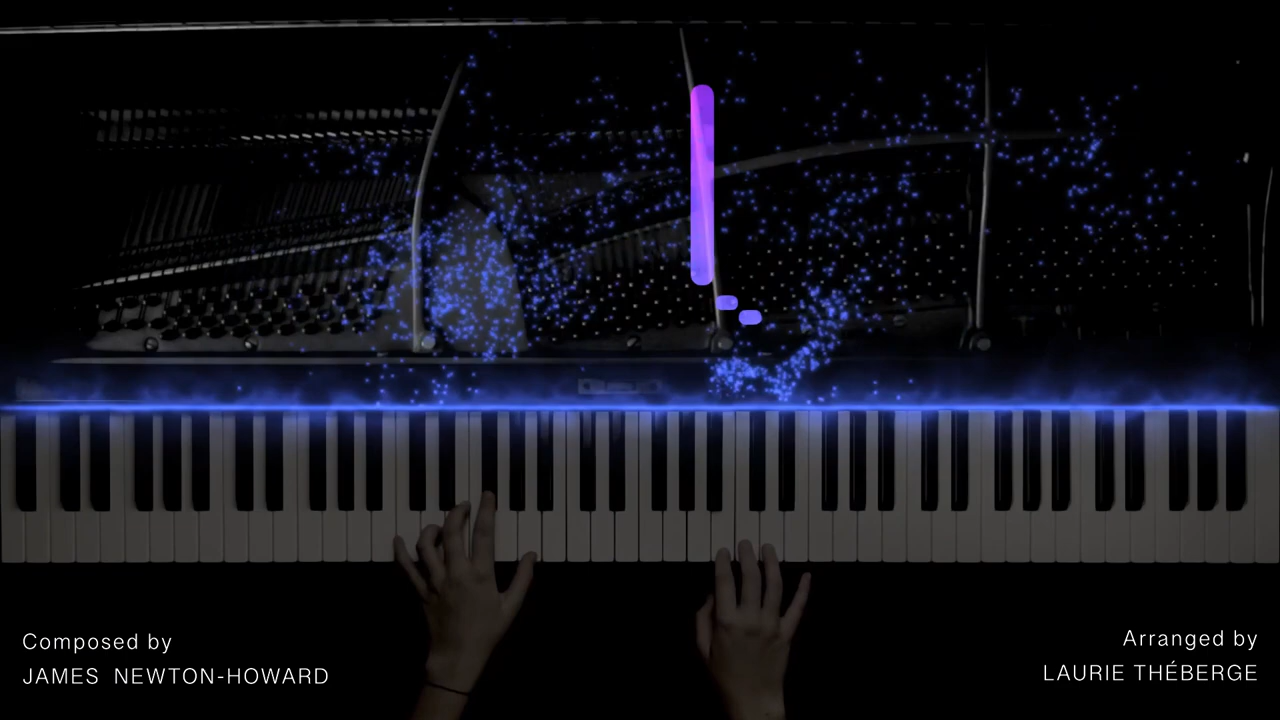 Composed by
JAMES NEWTON-HOWARD
Arranged by
LAURIE THÉBERGE